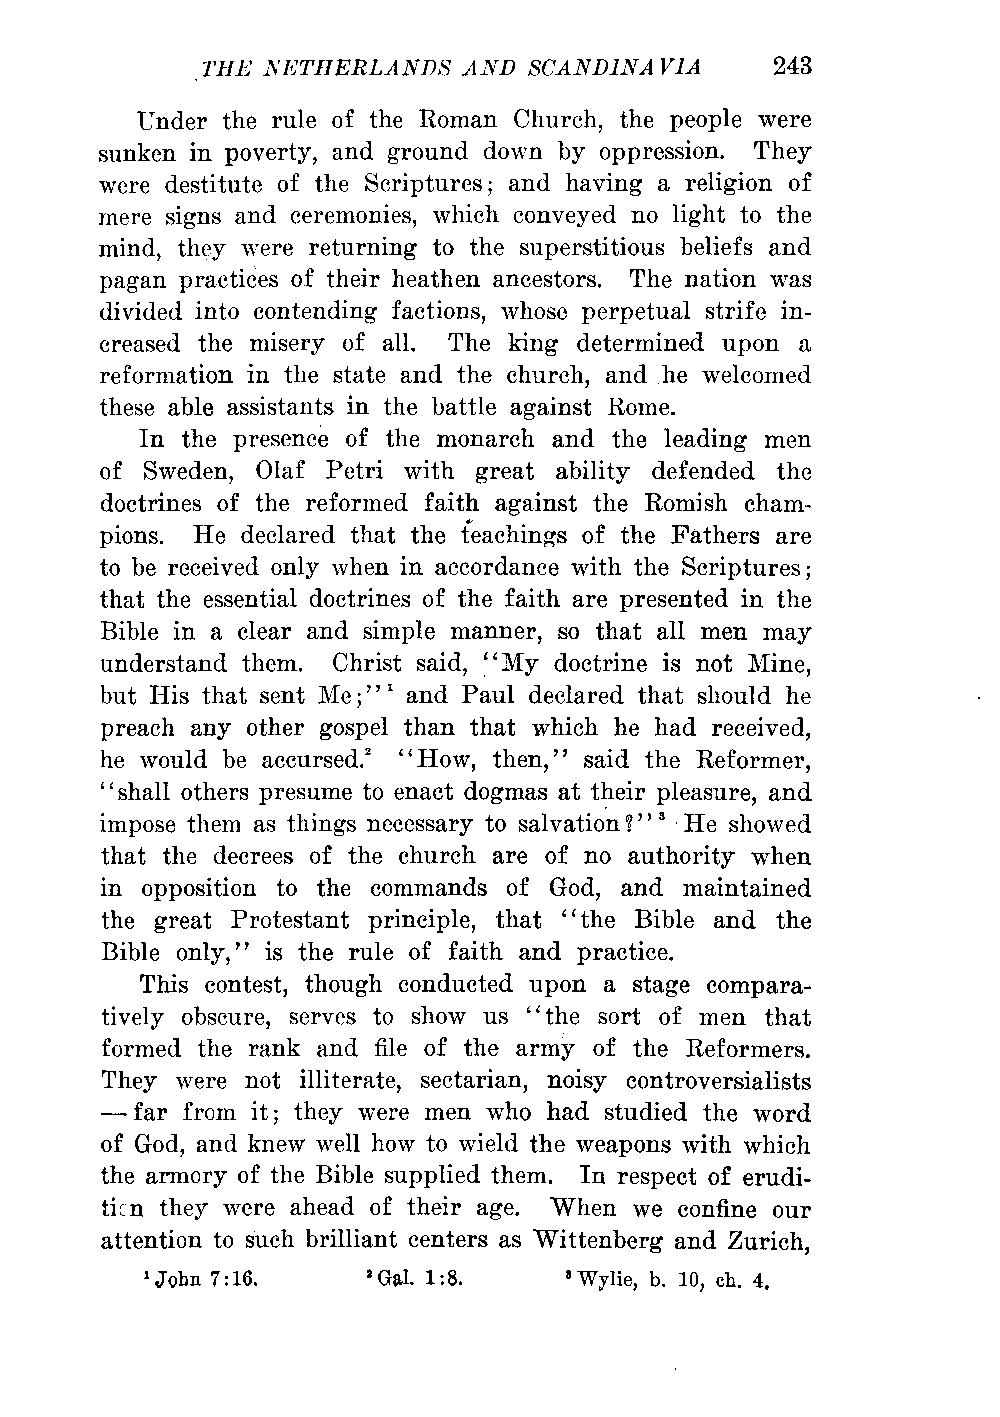 THE NETHERLANDS AND SCANDINAVIA 243
Under the rule of the Roman Church, the people were
sunken in poverty, and ground down by oppression. They
were destitute of the Scriptures; and having a religion of
mere signs and ceremonies, which conveyed no light to the
mind, they were returning to the superstitious beliefs and
pagan practices of their heathen ancestors. The nation was
divided into contending factions, whose perpetual strife in-
creased the misery of all. The king determined upon a
reformation in the state and the church, and he welcomed
these able assistants in the battle against Rome.
In the presence of the monarch and the leading men
of Sweden, Olaf Petri with great ability defended the
doctrines of the reformed faith against the Romish cham-
pions. He declared that the teachings of the Fathers are
to be received only when in accordance with the Scriptures;
that the essential doctrines of the faith are presented in the
Bible in a clear and simple manner, so that all men may
understand them. Christ said, "My doctrine is not Mine,
but His that sent Me;"¹ and Paul declared that should he
preach any other gospel than that which he had received,
he would be accursed.² "How, then," said the Reformer,
"shall others presume to enact dogmas at their pleasure, and
impose them as things necessary to salvation?"³ He showed
that the decrees of the church are of no authority when
in opposition to the commands of God, and maintained
the great Protestant principle, that "the Bible and the
Bible only," is the rule of faith and practice.
This contest, though conducted upon a stage compara-
tively obscure, serves to show us "the sort of men that
formed the rank and file of the army of the Reformers.
They were not illiterate, sectarian, noisy controversialists
— far from it; they were men who had studied the word
of God, and knew well how to wield the weapons with which
the armory of the Bible supplied them. In respect of erudi-
tion they were ahead of their age. When we confine our
attention to such brilliant centers as Wittenberg and Zurich,
¹ John 7:16. ² Gal. 1:8. ³ Wylie, b. 10, ch. 4.